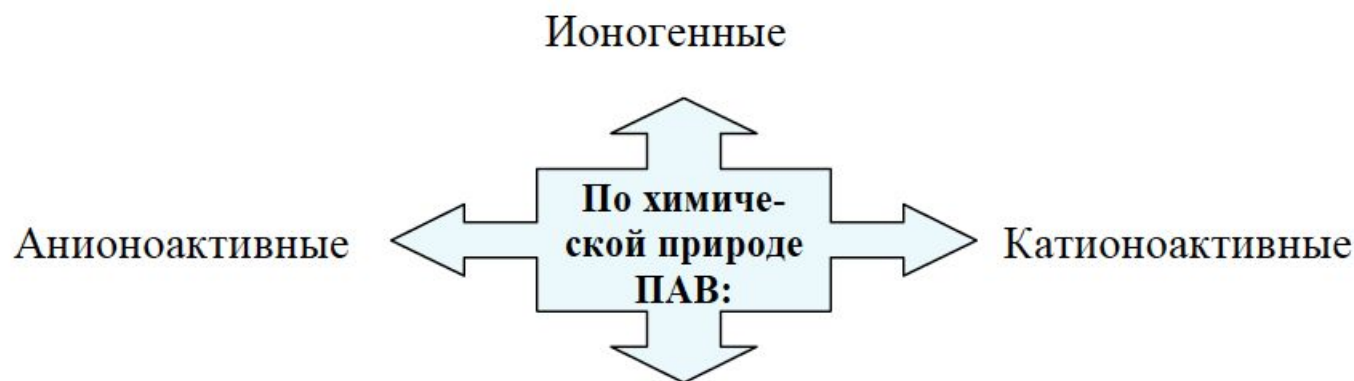 Ионогенные
По химиче-
Анионоактивные ской природе Катионоактивные
ПАВ: